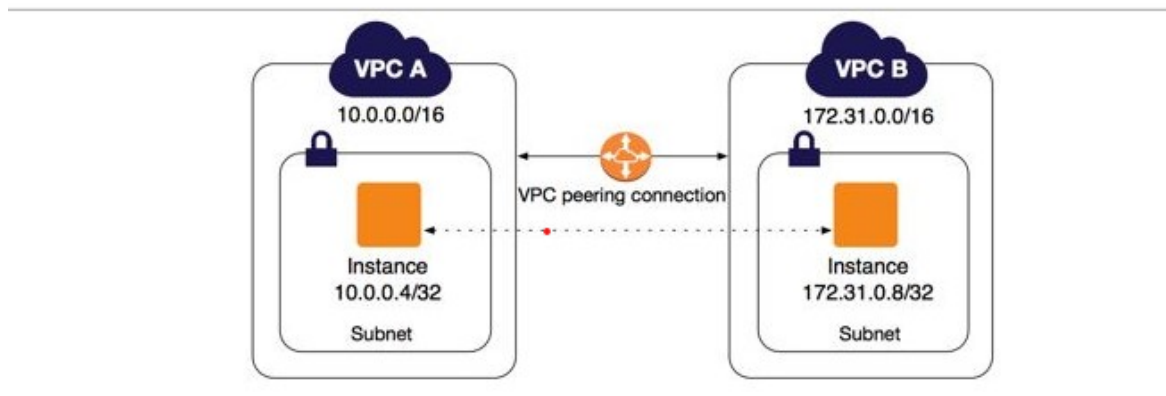 VPC A
10.0.0.0/16
Instance
10.0.0.4/32
Subnet
VPC peering connection
VPC B
172.31.0.0/16
Instance
172.31.0.8/32
Subnet